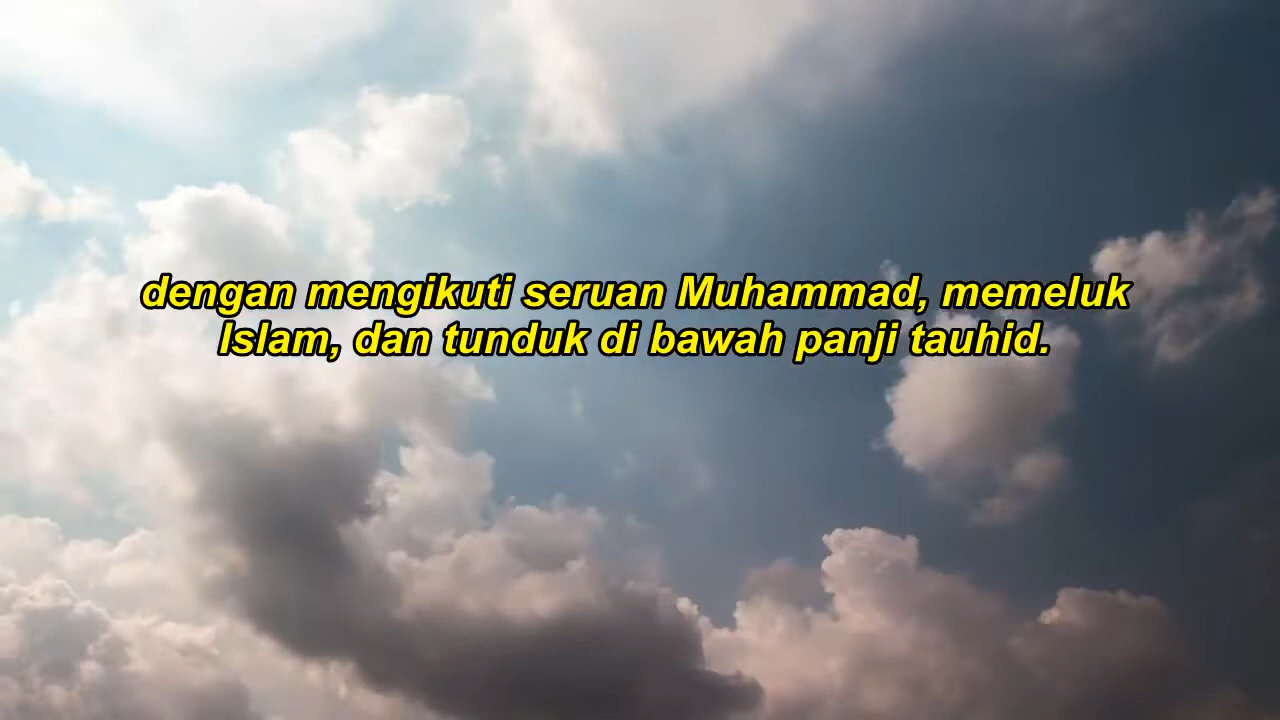 dengan mengikuti seruan Muhammad, memeluk
Islam, dan tunduk di bawah panji tauhid.